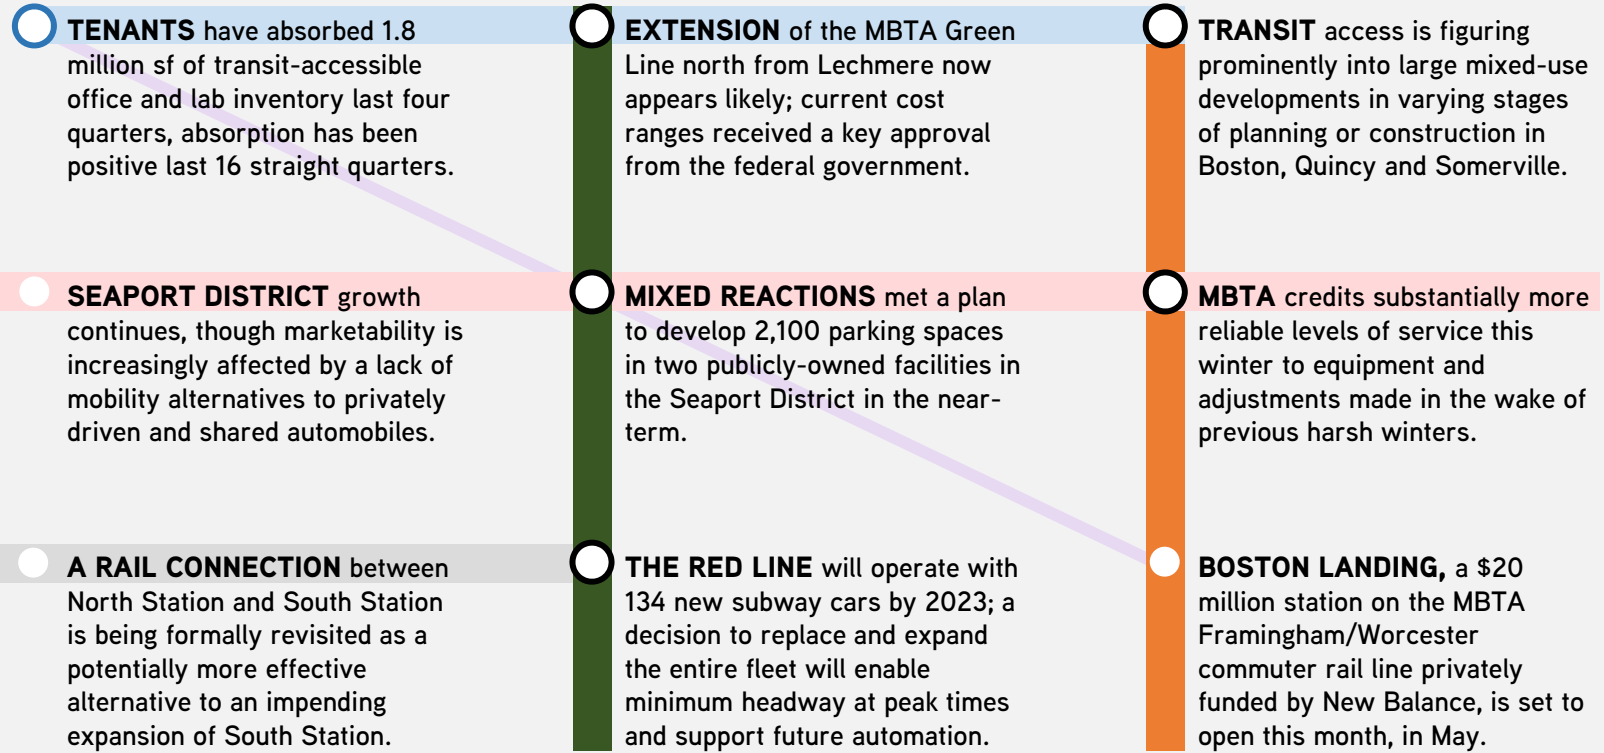 TENANTS have absorbed 1.8
million sf of transit-accessible
office and lab inventory last four
quarters, absorption has been
positive last 16 straight quarters.
EXTENSION of the MBTA Green
Line north from Lechmere now
appears likely; current cost
ranges received a key approval
from the federal government.
TRANSIT access is figuring
prominently into large mixed-use
developments in varying stages
of planning or construction in
Boston, Quincy and Somerville.
SEAPORT DISTRICT growth
continues, though marketability is
increasingly affected by a lack of
mobility alternatives to privately
driven and shared automobiles.
MIXED REACTIONS met a plan
to develop 2,100 parking spaces
in two publicly-owned facilities in
the Seaport District in the near-
term.
MBTA credits substantially more
reliable levels of service this
winter to equipment and
adjustments made in the wake of
previous harsh winters.
A RAIL CONNECTION between
North Station and South Station
is being formally revisited as a
potentially more effective
alternative to an impending
expansion of South Station.
THE RED LINE will operate with
134 new subway cars by 2023; a
decision to replace and expand
the entire fleet will enable
minimum headway at peak times
and support future automation.
BOSTON LANDING, a $20
million station on the MBTA
Framingham/Worcester
commuter rail line privately
funded by New Balance, is set to
open this month, in May.